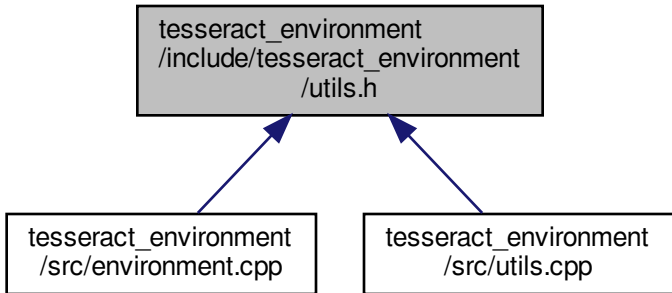 tesseract_environment
/include/tesseract_environment
/utils.h
tesseract_environment
/src/environment.cpp
tesseract_environment
/src/utils.cpp